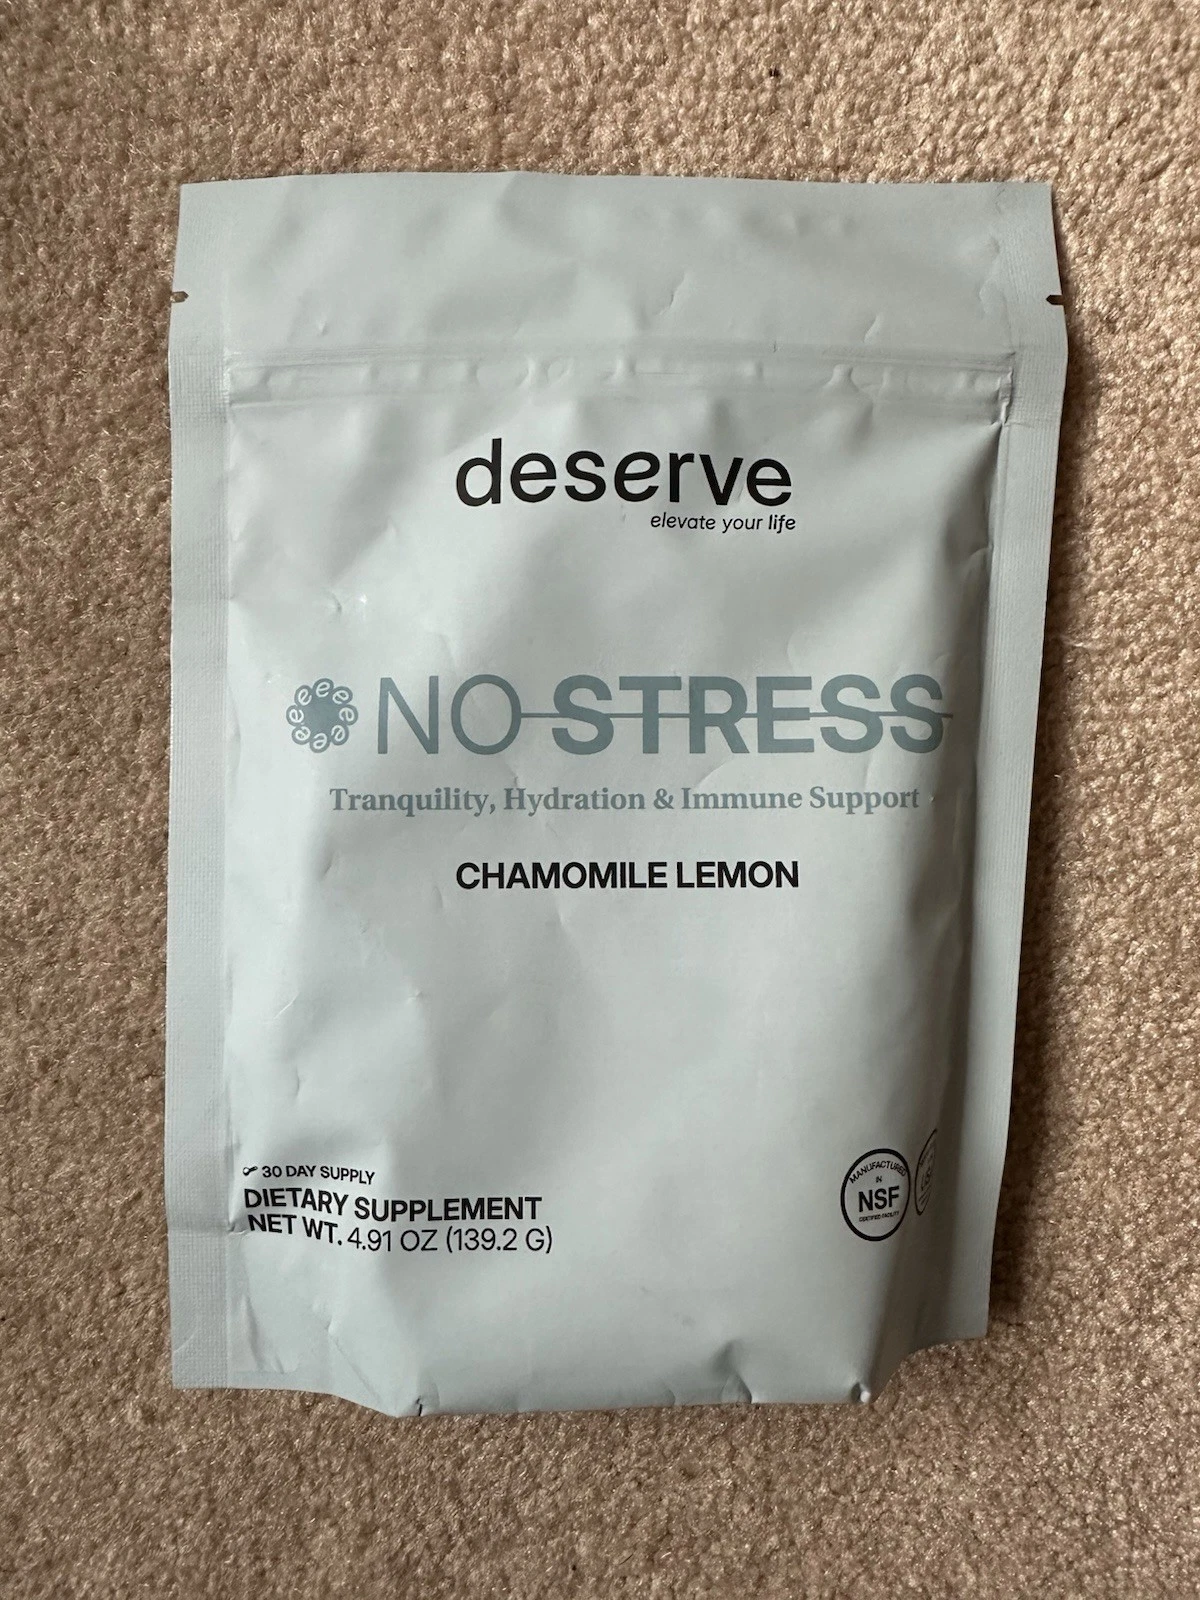 deserve
elevate your life
NO STRESS
Tranquility, Hydration & Immune Support
CHAMOMILE LEMON
30 DAY SUPPLY
DIETARY SUPPLEMENT
NET WT. 4.91 OZ (139.2 G)
MANUFACTURED
IN
NSF
CERTIFIED FACILITY